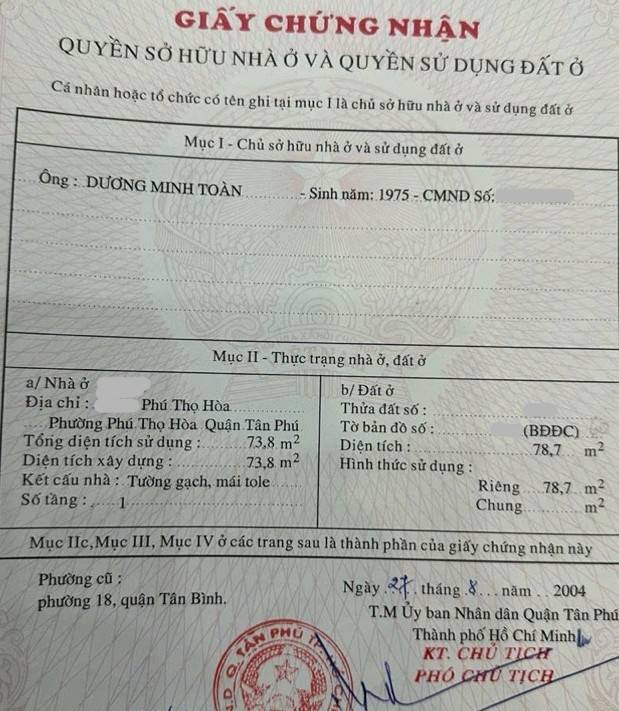 GIẤY CHỨNG NHẬN
QUYỀN SỞ HỮU NHÀ Ở VÀ QUYỀN SỬ DỤNG ĐẤT Ở
Cá nhân hoặc tổ chức có tên ghi tại mục I là chủ sở hữu nhà ở và sử dụng đất ở
Mục I - Chủ sở hữu nhà ở và sử dụng đất ở
Ông : DƯƠNG MINH TOÀN - Sinh năm: 1975 - CMND Số:
Mục II - Thực trạng nhà ở, đất ở
a/ Nhà ở
Địa chỉ : Phú Thọ Hòa
Phường Phú Thọ Hòa Quận Tân Phú
Tổng diện tích sử dụng : 73,8 m²
Diện tích xây dựng : 73,8 m²
Kết cấu nhà : Tường gạch, mái tole
Số tầng : 1
b/ Đất ở
Thửa đất số :
Tờ bản đồ số : (BĐĐC)
Diện tích : 78,7 m²
Hình thức sử dụng :
Riêng 78,7 m²
Chung m²
Mục IIc, Mục III, Mục IV ở các trang sau là thành phần của giấy chứng nhận này
Phường cũ :
phường 18, quận Tân Bình.
Ngày 27 tháng 8 năm 2004
T.M Ủy ban Nhân dân Quận Tân Phú
Thành phố Hồ Chí Minh
KT. CHỦ TỊCH
PHÓ CHỦ TỊCH
Q. TÂN PHÚ